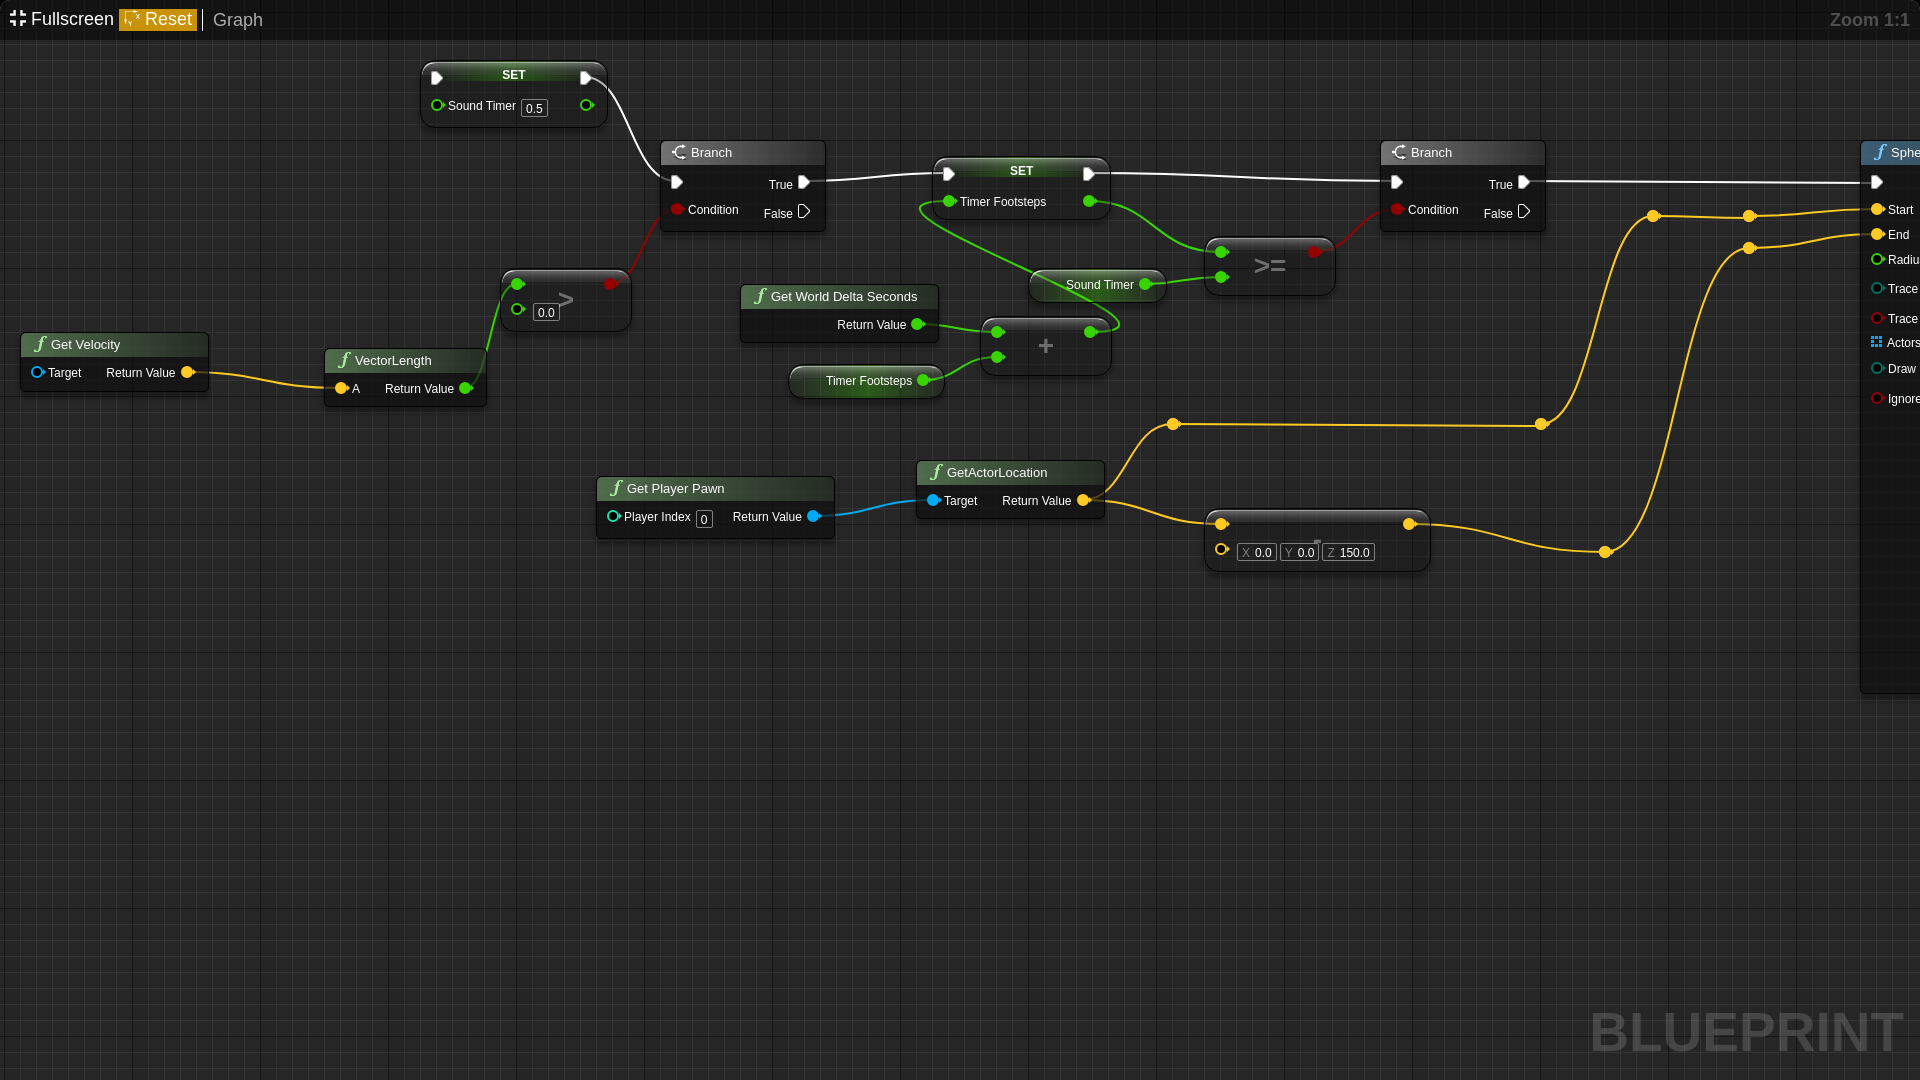 Fullscreen Reset Graph Zoom 1:1
SET
Sound Timer 0.5
Branch
True
Condition
False
SET
Timer Footsteps
Branch
True
Condition
False
Start
End
Trace
Trace
Actors
Draw
Ignore
>=
Sound Timer
>
0.0
Get World Delta Seconds
Return Value
+
Timer Footsteps
Get Velocity
Target Return Value
VectorLength
A Return Value
Get Player Pawn
Player Index 0 Return Value
GetActorLocation
Target Return Value
-
X 0.0 Y 0.0 Z 150.0
BLUEPRINT